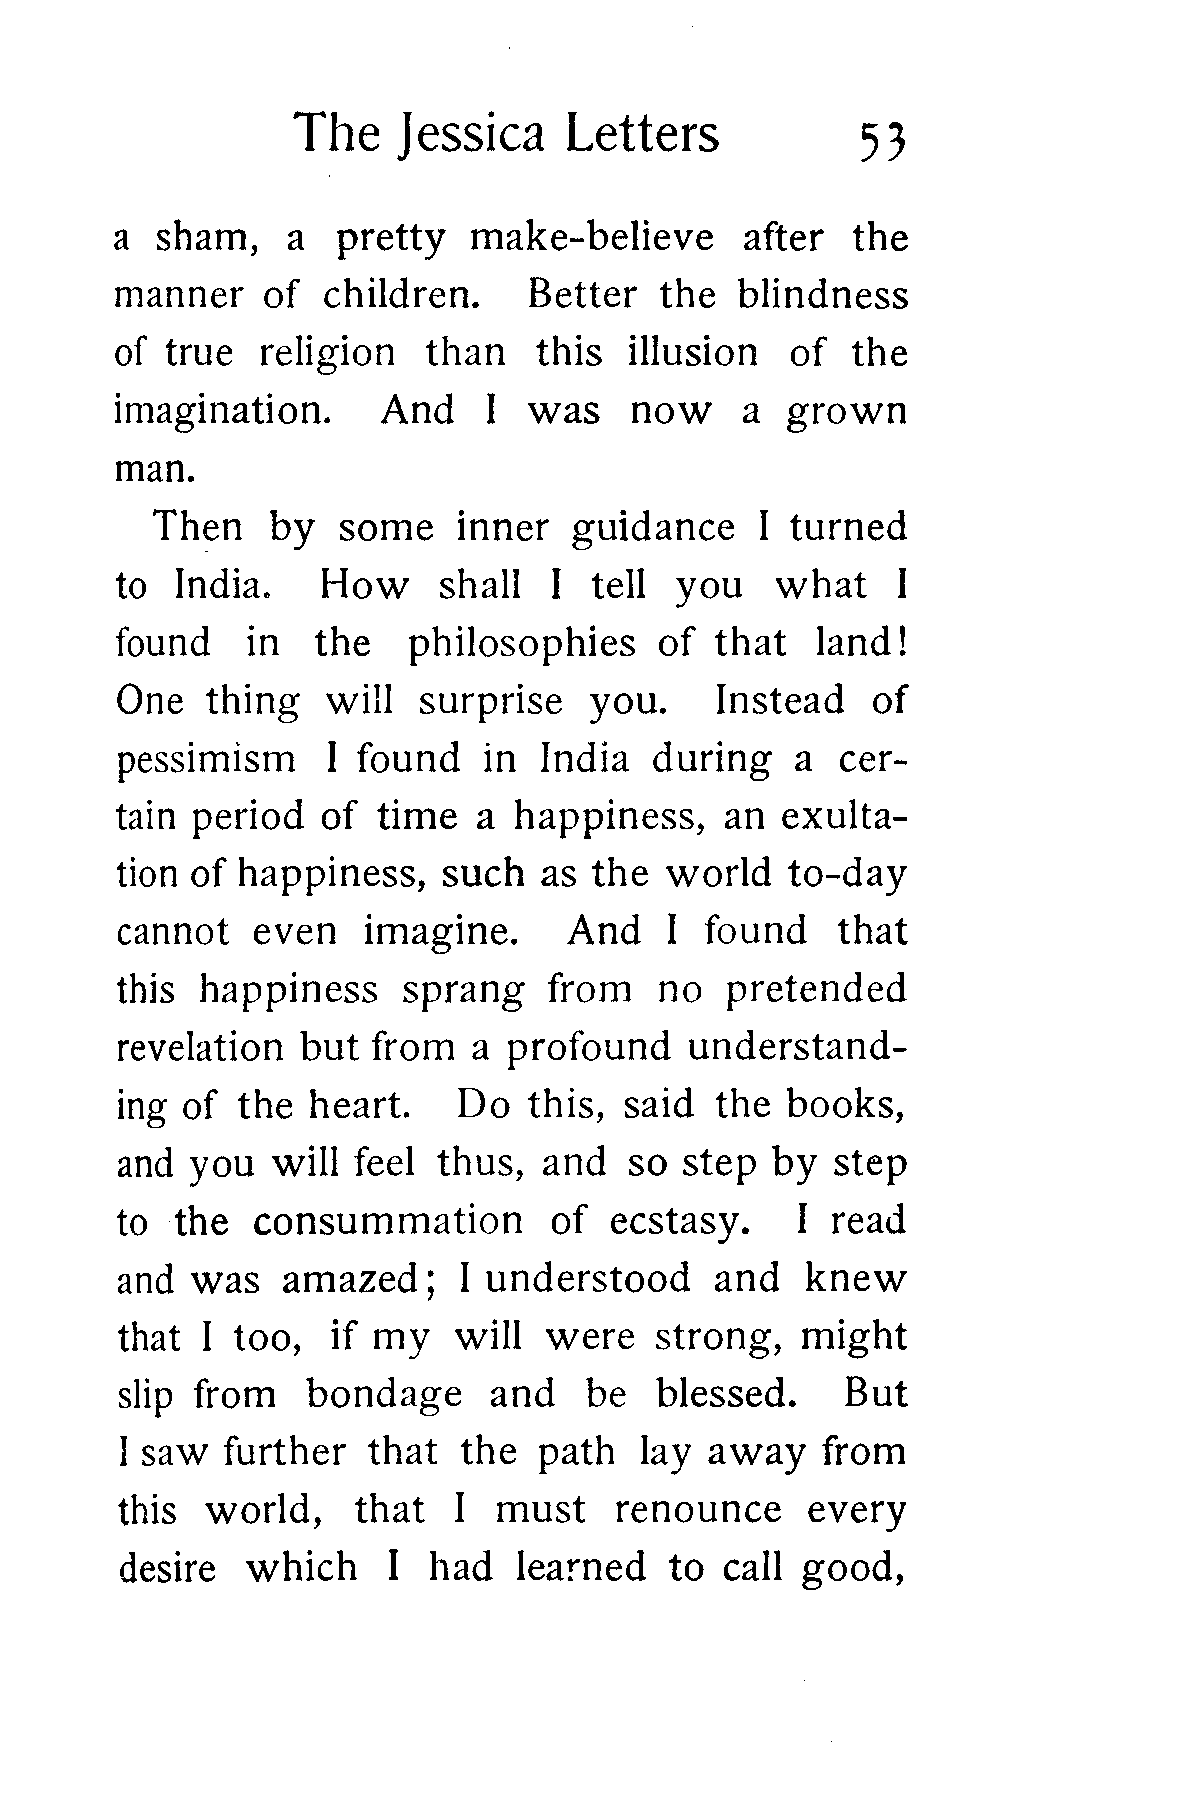 The Jessica Letters 53
a sham, a pretty make-believe after the
manner of children. Better the blindness
of true religion than this illusion of the
imagination. And I was now a grown
man.
Then by some inner guidance I turned
to India. How shall I tell you what I
found in the philosophies of that land!
One thing will surprise you. Instead of
pessimism I found in India during a cer-
tain period of time a happiness, an exulta-
tion of happiness, such as the world to-day
cannot even imagine. And I found that
this happiness sprang from no pretended
revelation but from a profound understand-
ing of the heart. Do this, said the books,
and you will feel thus, and so step by step
to the consummation of ecstasy. I read
and was amazed; I understood and knew
that I too, if my will were strong, might
slip from bondage and be blessed. But
I saw further that the path lay away from
this world, that I must renounce every
desire which I had learned to call good,